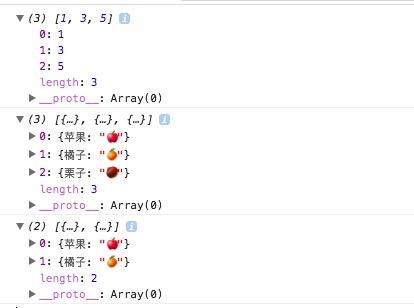 ▼(3) [1, 3, 5] i
0: 1
1: 3
2: 5
length: 3
▶__proto__: Array(0)
▼(3) [{…}, {…}, {…}] i
▶0: {苹果: "🍎"}
▶1: {橘子: "🍊"}
▶2: {栗子: "🌰"}
length: 3
▶__proto__: Array(0)
▼(2) [{…}, {…}] i
▶0: {苹果: "🍎"}
▶1: {橘子: "🍊"}
length: 2
▶__proto__: Array(0)